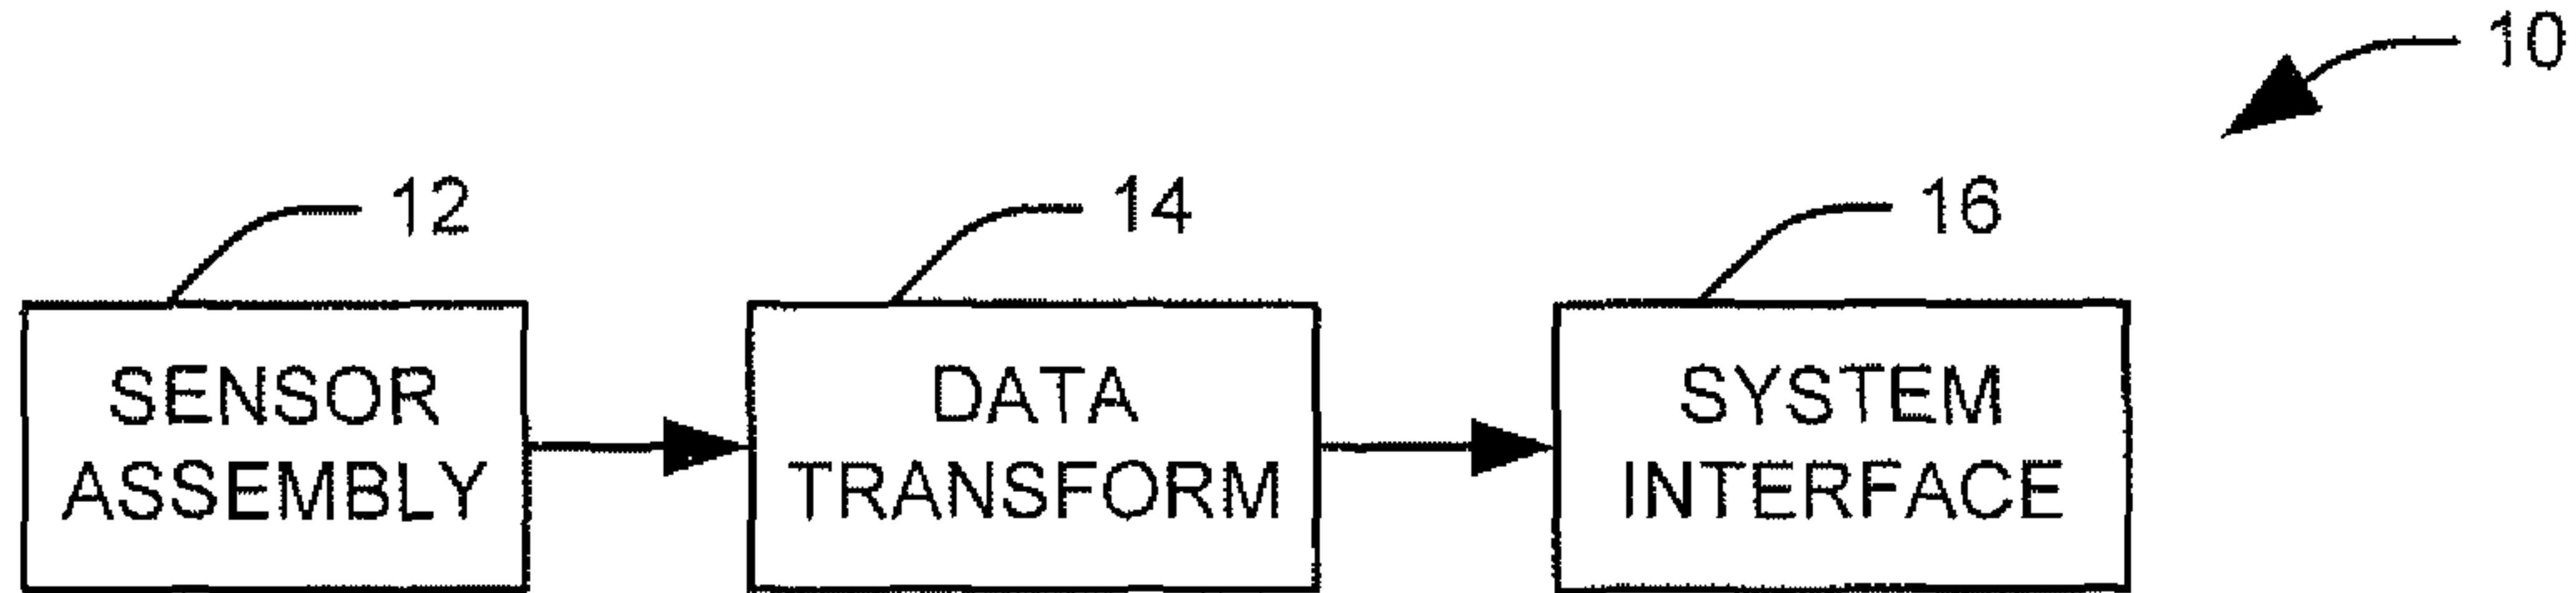 10
12
14
16
SENSOR
ASSEMBLY
DATA
TRANSFORM
SYSTEM
INTERFACE